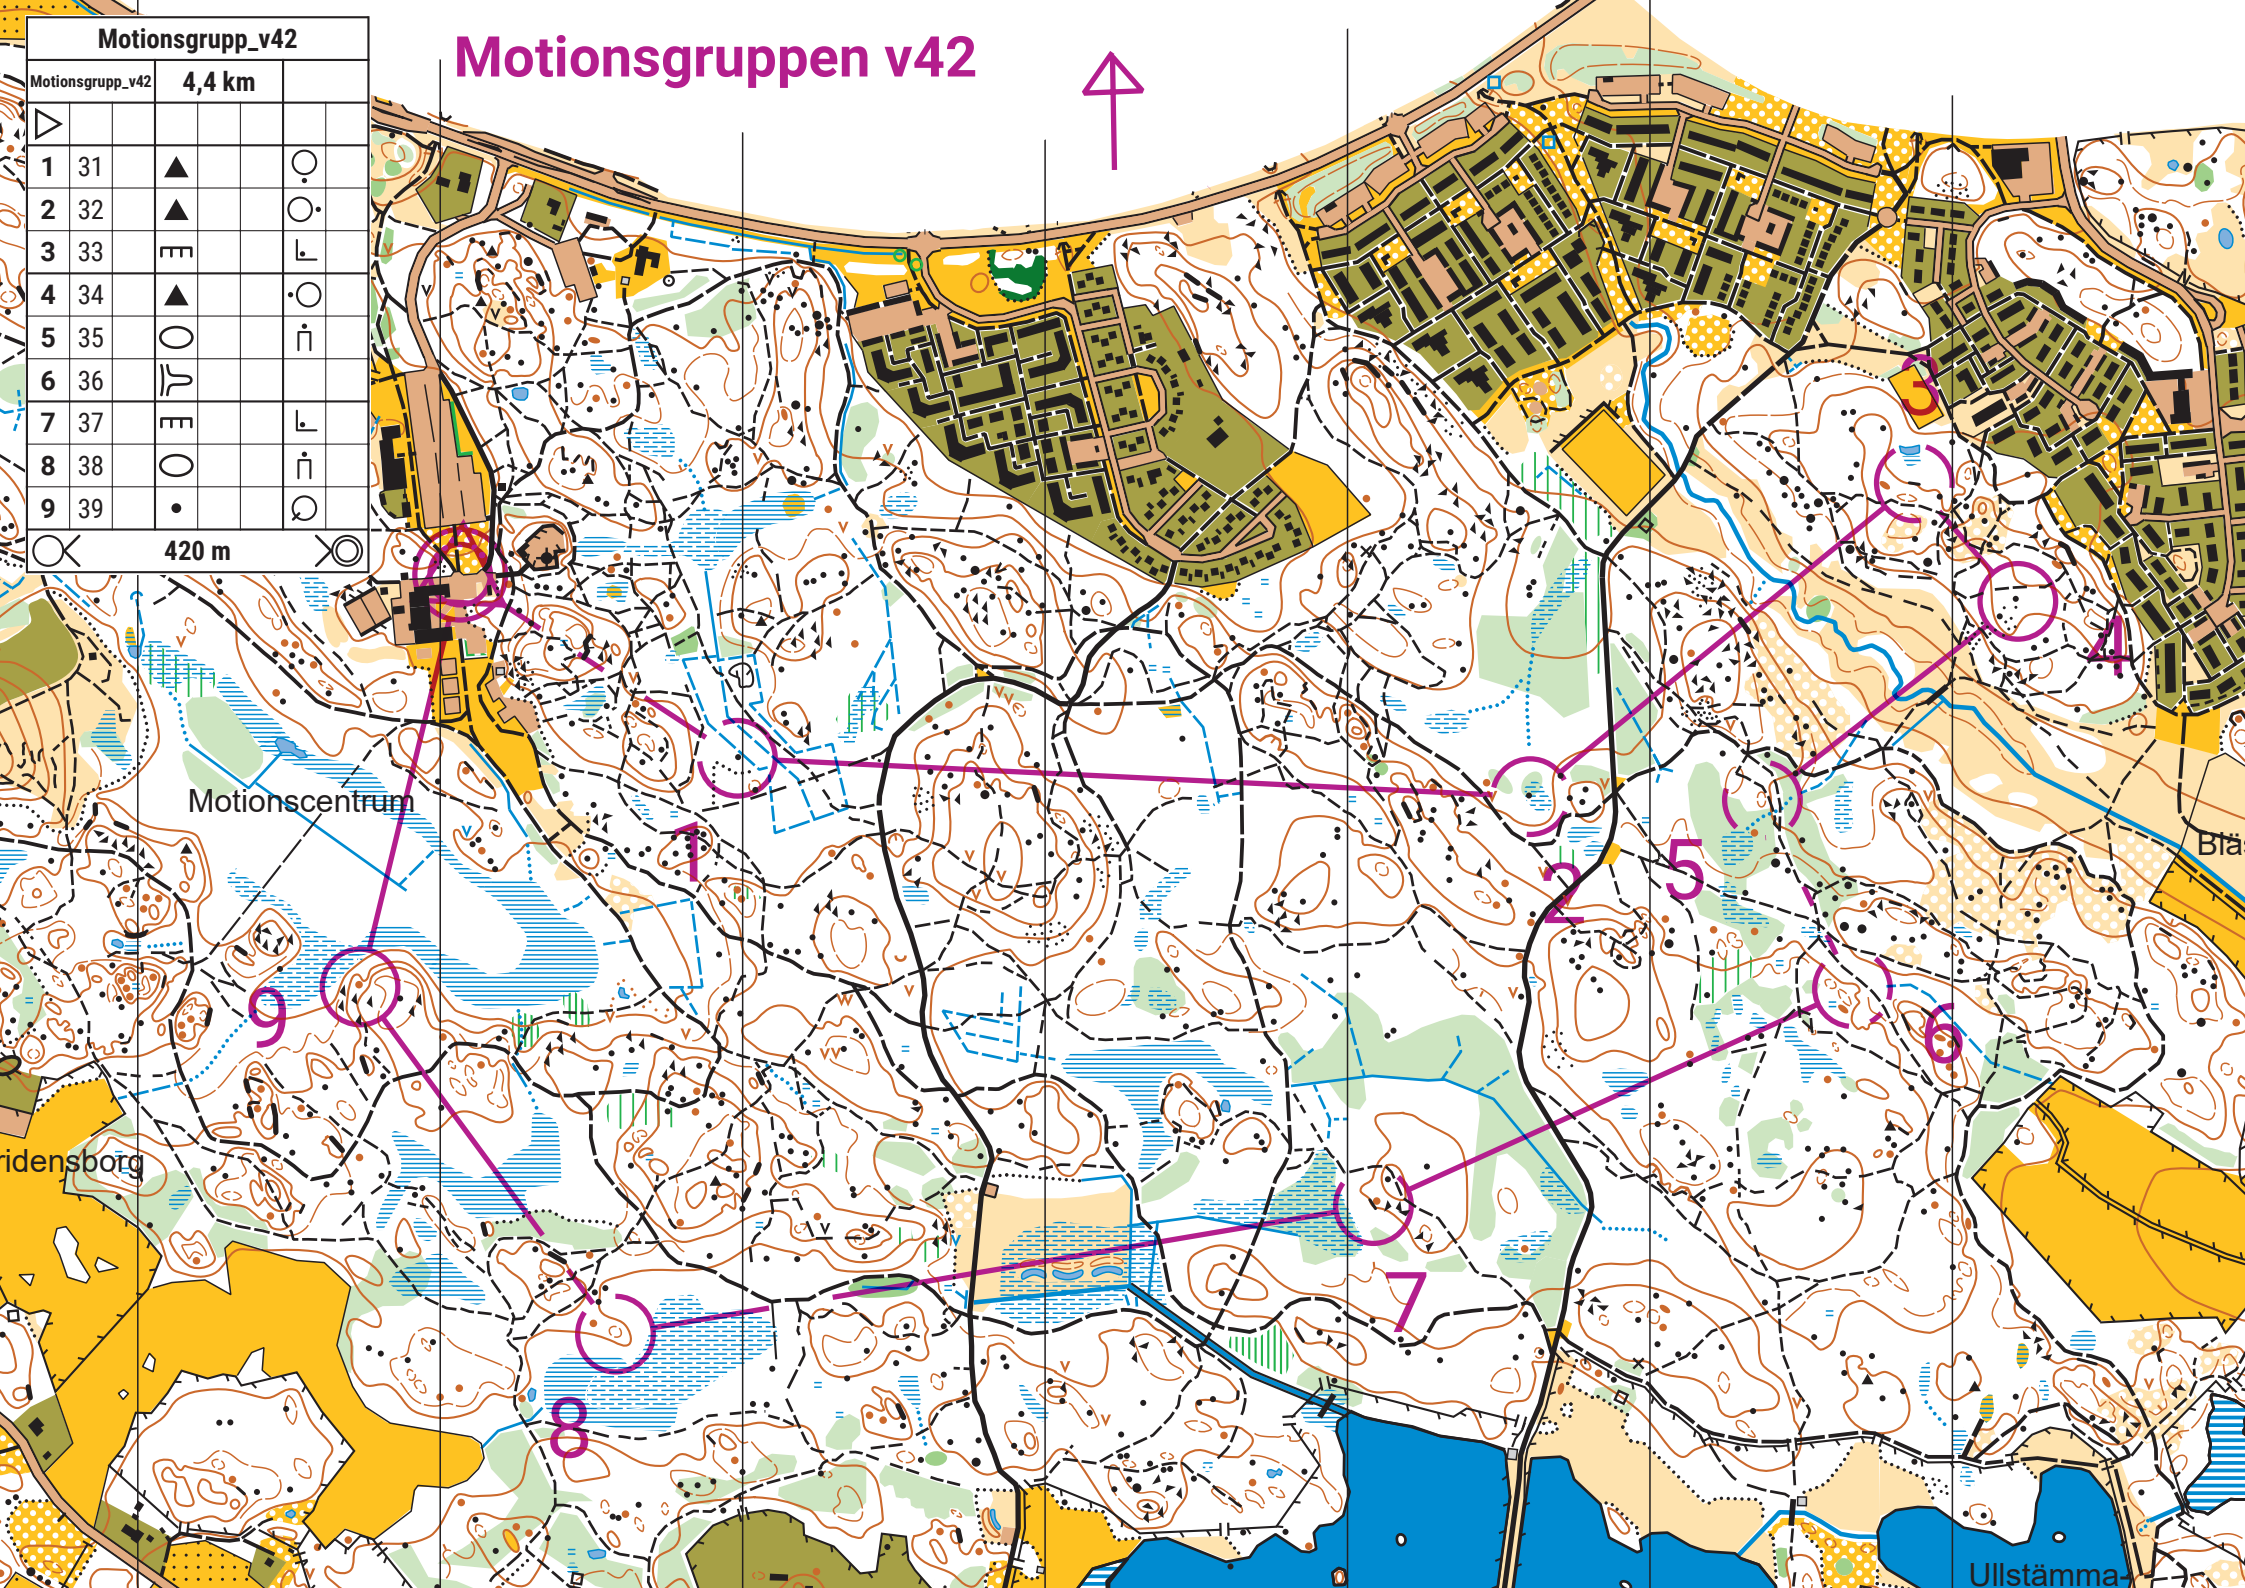 Motionsgrupp_v42
Motionsgruppen v42
Motionsgrupp_v42 4,4 km
1 31
2 32
3 33
4 34
5 35
6 36
7 37
8 38
9 39
420 m
3
4
Motionscentrum
1
2
5
9
6
ridensborg
7
8
Blä
Ullstämma-